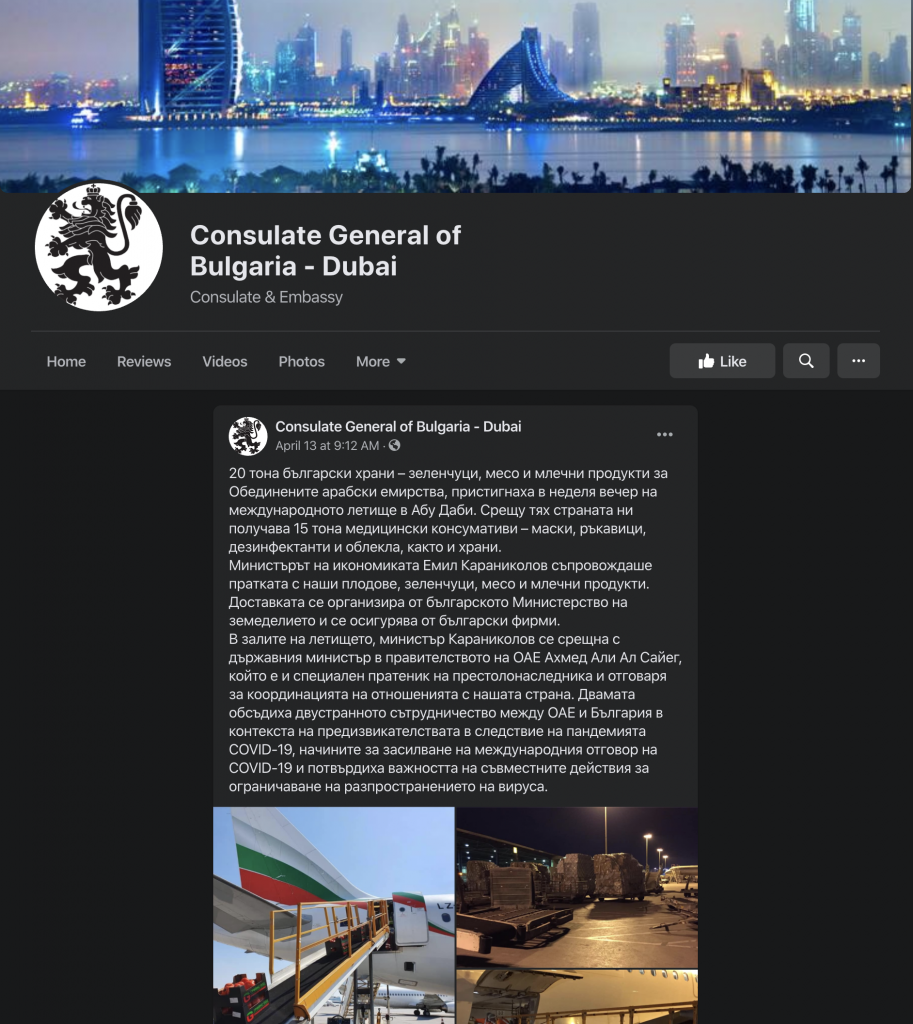 Consulate General of
Bulgaria - Dubai
Consulate & Embassy
Home
Reviews
Videos
Photos
More
Like
Consulate General of Bulgaria - Dubai
April 13 at 9:12 AM ·
20 тона български храни – зеленчуци, месо и млечни продукти за
Обединените арабски емирства, пристигнаха в неделя вечер на
международното летище в Абу Даби. Срещу тях страната ни
получава 15 тона медицински консумативи – маски, ръкавици,
дезинфектанти и облекла, както и храни.
Министърът на икономиката Емил Караниколов съпровождаше
пратката с наши плодове, зеленчуци, месо и млечни продукти.
Доставката се организира от българското Министерство на
земеделието и се осигурява от български фирми.
В залите на летището, министър Караниколов се срещна с
държавния министър в правителството на ОАЕ Ахмед Али Ал Сайег,
който е и специален пратеник на престолонаследника и отговаря
за координацията на отношенията с нашата страна. Двамата
обсъдиха двустранното сътрудничество между ОАЕ и България в
контекста на предизвикателствата в следствие на пандемията
COVID-19, начините за засилване на международния отговор на
COVID-19 и потвърдиха важността на съвместните действия за
ограничаване на разпространението на вируса.
LZ